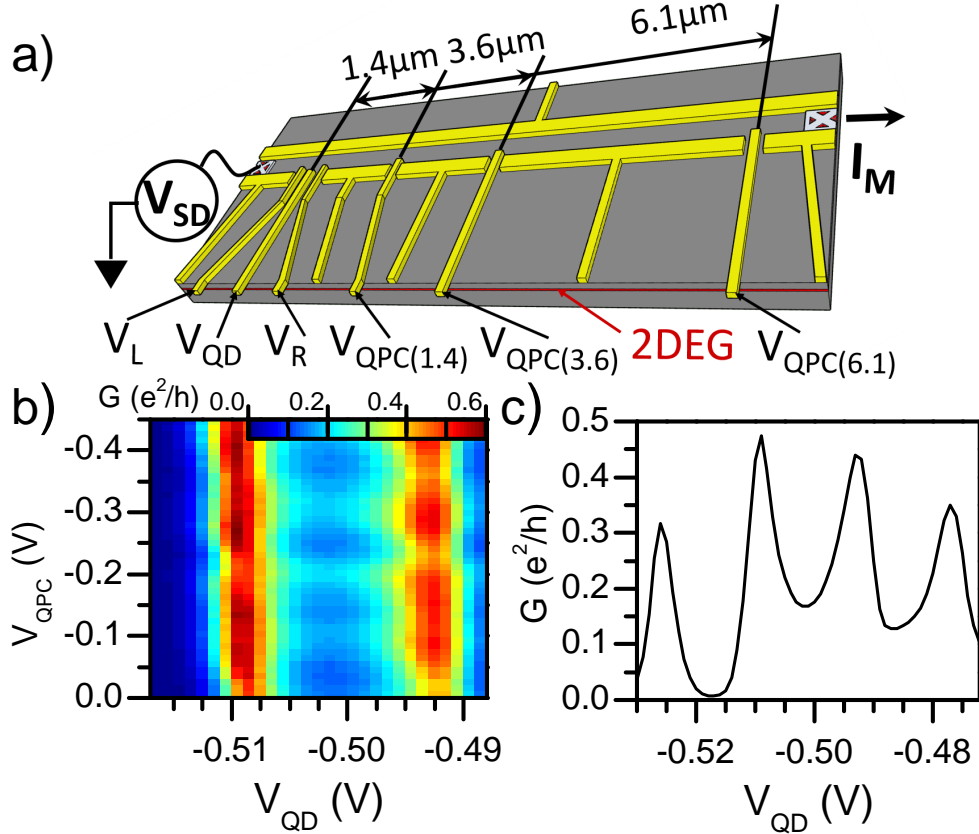 a)
1.4μm
3.6μm
6.1μm
V_SD
I_M
V_L
V_QD
V_R
V_QPC(1.4)
V_QPC(3.6)
2DEG
V_QPC(6.1)
b)
G (e²/h)
0.0
0.2
0.4
0.6
-0.4
-0.3
-0.2
-0.1
0.0
V_QPC (V)
-0.51
-0.50
-0.49
V_QD (V)
c)
0.5
0.4
0.3
0.2
0.1
0.0
G (e²/h)
-0.52
-0.50
-0.48
V_QD (V)